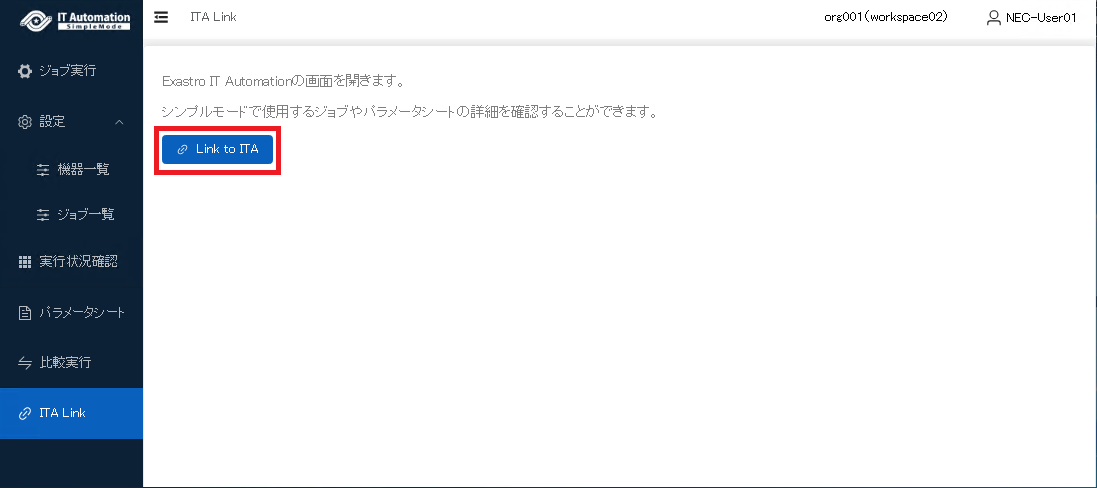 IT Automation
SimpleMode
ITA Link
org001(workspace02)
NEC-User01
ジョブ実行
設定
機器一覧
ジョブ一覧
実行状況確認
パラメータシート
比較実行
ITA Link
Exastro IT Automationの画面を開きます。
シンプルモードで使用するジョブやパラメータシートの詳細を確認することができます。
Link to ITA